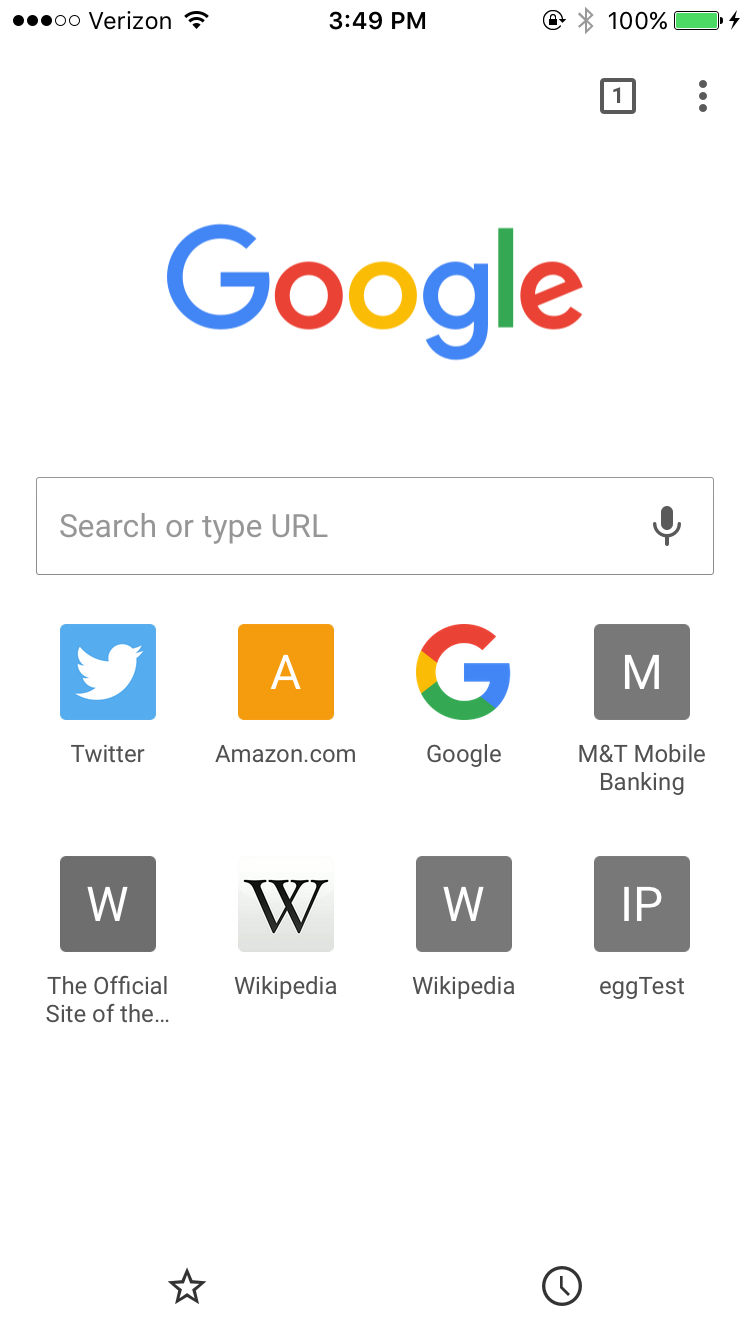 Verizon 3:49 PM 100%
1
Google
Search or type URL
A
M
Twitter Amazon.com Google M&T Mobile
Banking
W W W IP
The Official Wikipedia Wikipedia eggTest
Site of the…